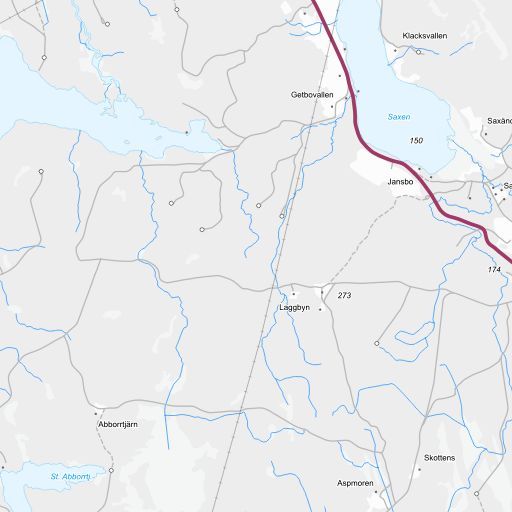 Klacksvallen
Getbovallen
Saxen
Saxänd
150
Jansbo
Sa
174
273
Laggbyn
Abborrtjärn
St. Abborrtj
Skottens
Aspmoren